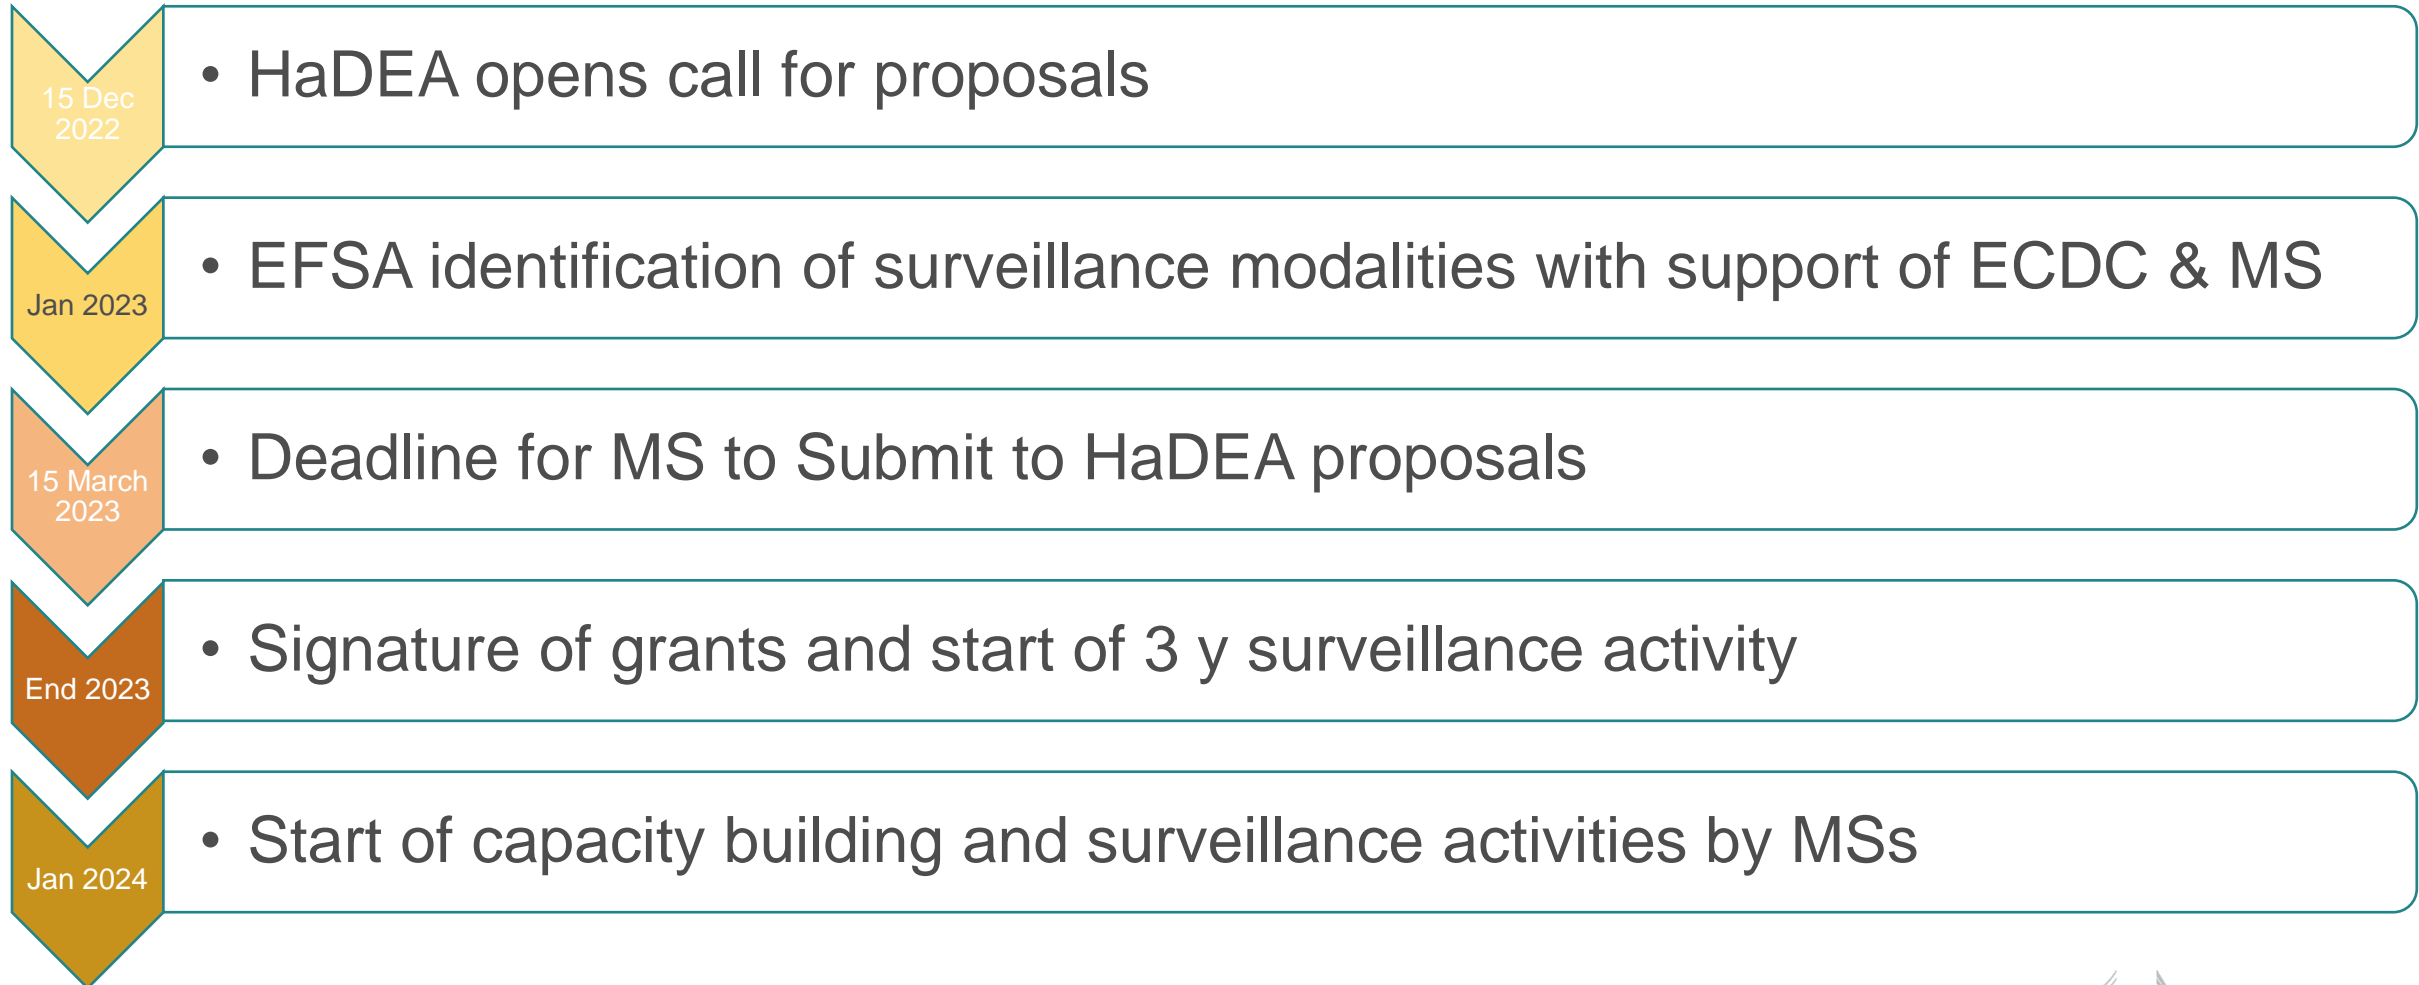 15 Dec
2022
• HaDEA opens call for proposals
Jan 2023
• EFSA identification of surveillance modalities with support of ECDC & MS
15 March
2023
• Deadline for MS to Submit to HaDEA proposals
End 2023
• Signature of grants and start of 3 y surveillance activity
Jan 2024
• Start of capacity building and surveillance activities by MSs